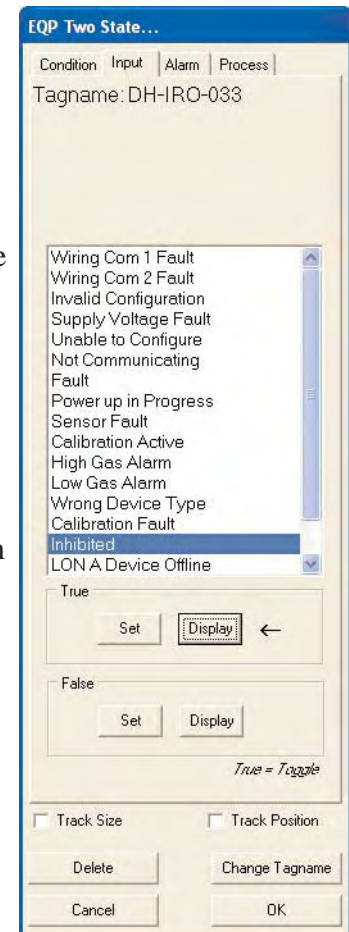 EQP Two State...
Condition Input Alarm Process
Tagname: DH-IRO-033
e
Wiring Com 1 Fault
Wiring Com 2 Fault
Invalid Configuration
Supply Voltage Fault
Unable to Configure
Not Communicating
Fault
Power up in Progress
Sensor Fault
Calibration Active
High Gas Alarm
Low Gas Alarm
Wrong Device Type
Calibration Fault
n
Inhibited
LON A Device Offline
True
Set Display ←
False
Set Display
True = Toggle
Track Size Track Position
Delete Change Tagname
Cancel OK